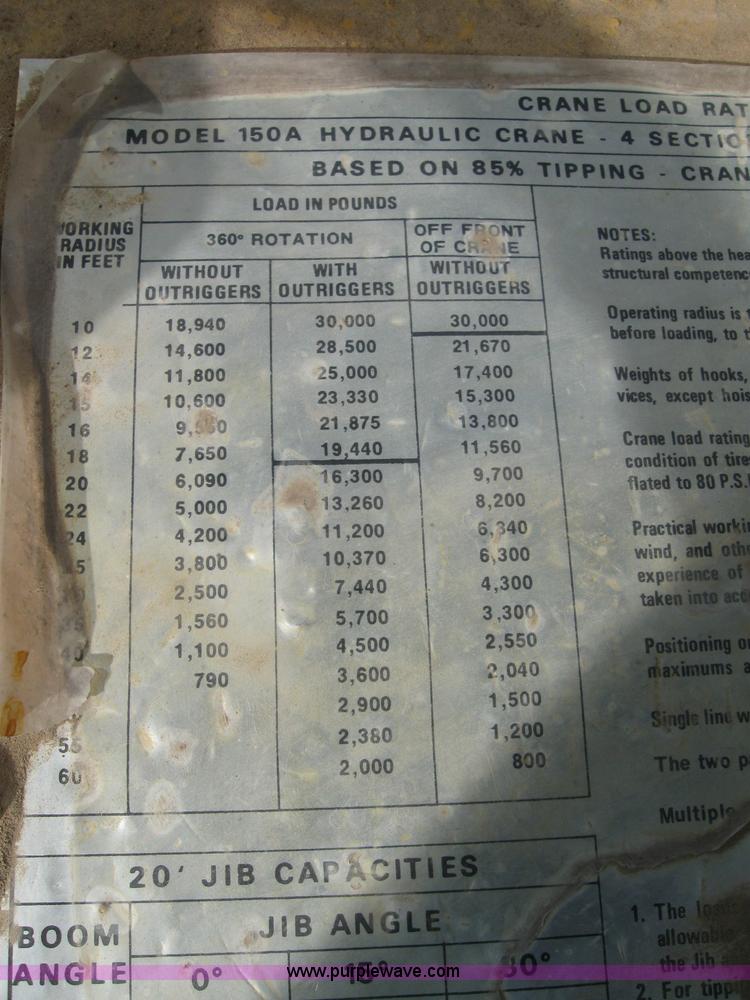 CRANE LOAD RAT
MODEL 150A HYDRAULIC CRANE - 4 SECTIO
BASED ON 85% TIPPING - CRAN
LOAD IN POUNDS
WORKING RADIUS IN FEET
360° ROTATION
OFF FRONT OF CRANE
WITHOUT OUTRIGGERS
WITH OUTRIGGERS
WITHOUT OUTRIGGERS
10 18,940 30,000 30,000
12 14,600 28,500 21,670
14 11,800 25,000 17,400
15 10,600 23,330 15,300
16 21,875 13,800
18 7,650 19,440 11,560
20 6,090 16,300 9,700
22 5,000 13,260 8,200
24 4,200 11,200 6,340
5 3,800 10,370 6,300
2,500 7,440 4,300
1,560 5,700 3,300
40 1,100 4,500 2,550
790 3,600 2,040
2,900 1,500
55 2,380 1,200
60 2,000 800
NOTES:
Ratings above the hea
structural competenc
Operating radius is t
before loading, to t
Weights of hooks,
vices, except hois
Crane load rating
condition of tire
flated to 80 P.S.I
Practical workin
wind, and oth
experience of
taken into acc
Positioning o
maximums a
Single line w
The two p
Multiple
20' JIB CAPACITIES
BOOM ANGLE
JIB ANGLE
0° 15° 30°
1. The loads
allowable
the Jib
2. For tipp
www.purplewave.com